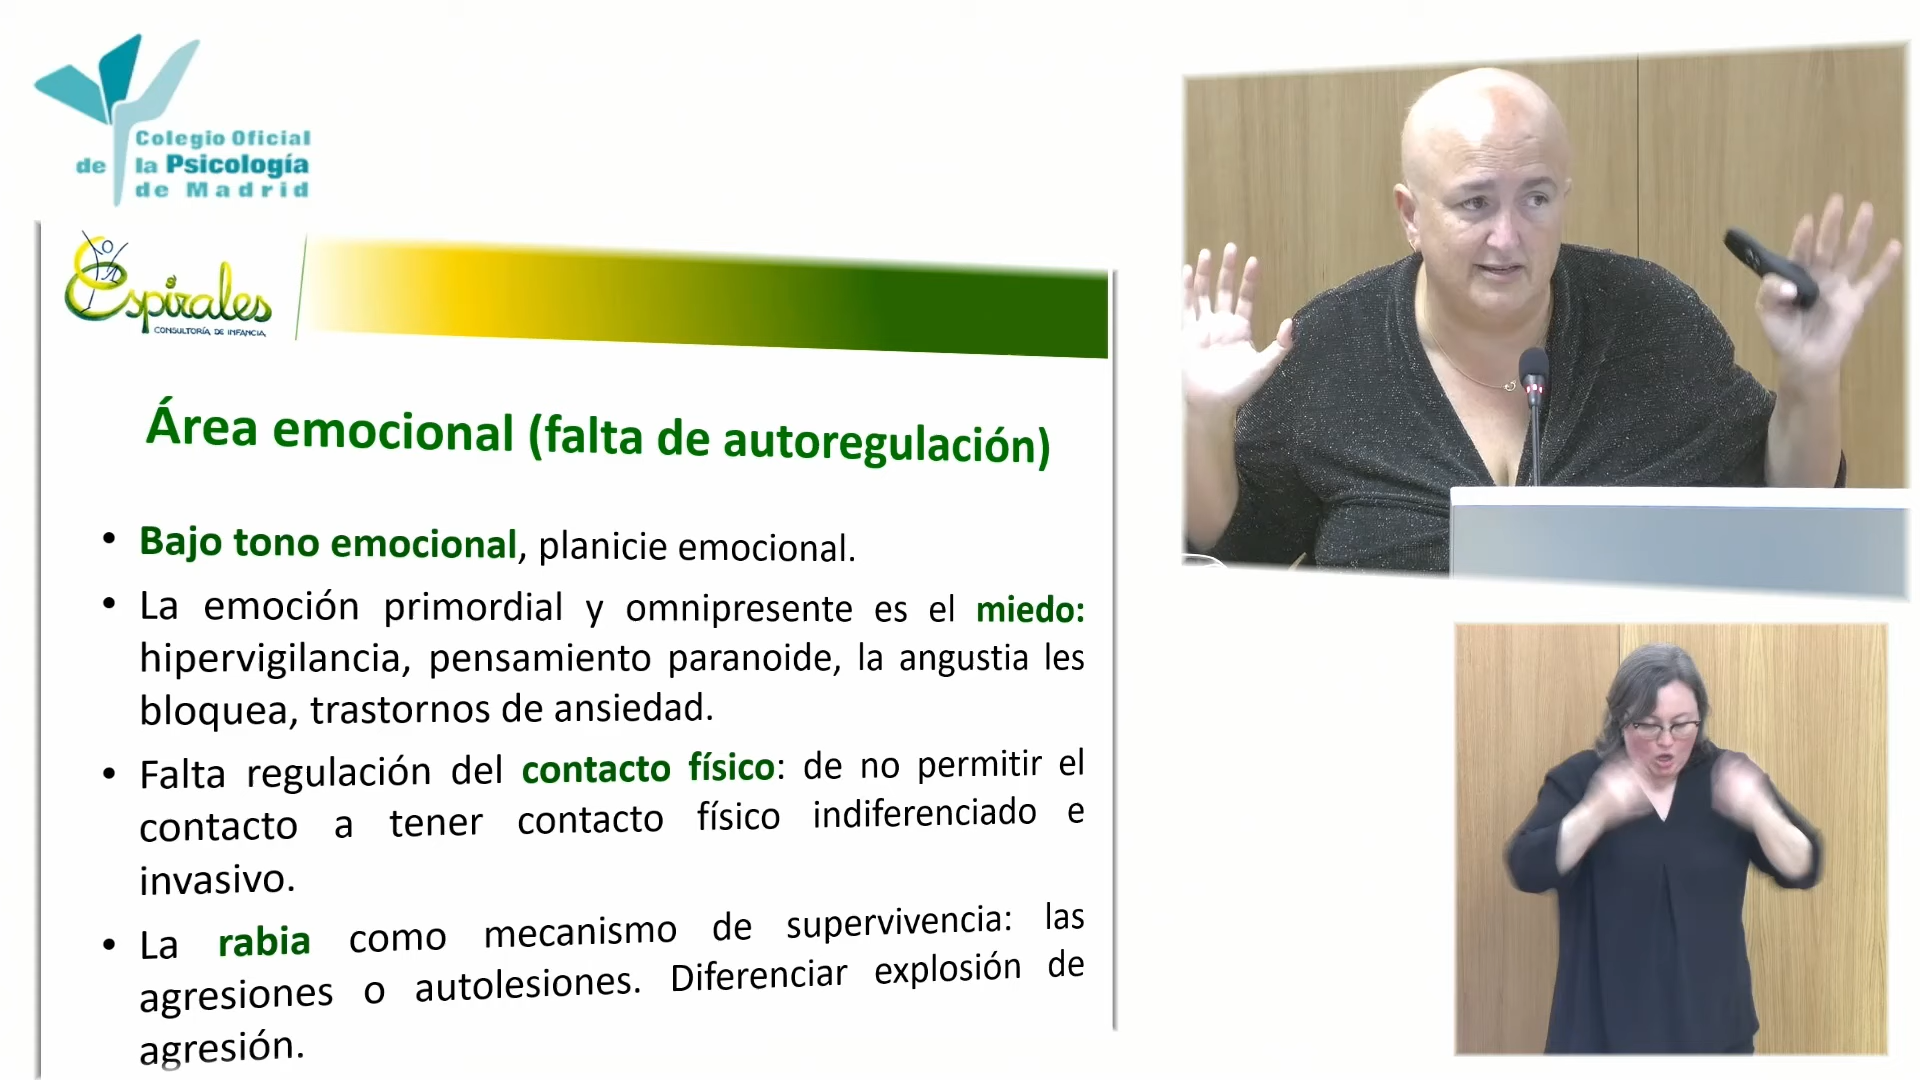 Colegio Oficial
de la Psicología
de Madrid
Espirales
CONSULTORÍA DE INFANCIA
Área emocional (falta de autoregulación)
• Bajo tono emocional, planicie emocional.
• La emoción primordial y omnipresente es el miedo:
hipervigilancia, pensamiento paranoide, la angustia les
bloquea, trastornos de ansiedad.
• Falta regulación del contacto físico: de no permitir el
contacto a tener contacto físico indiferenciado e
invasivo.
• La rabia como mecanismo de supervivencia: las
agresiones o autolesiones. Diferenciar explosión de
agresión.